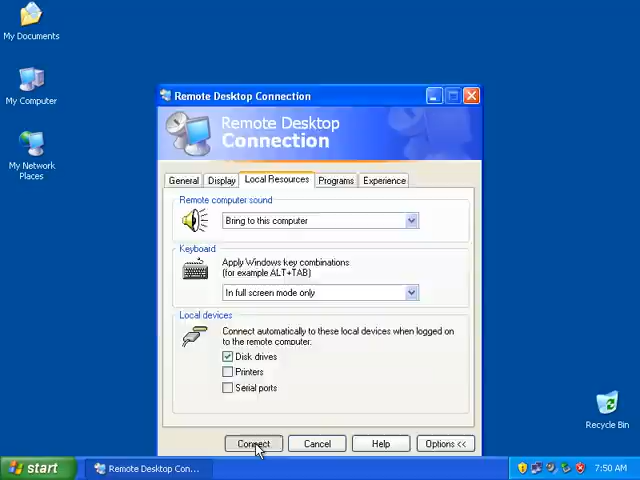 My Documents
My Computer
My Network
Places
Remote Desktop Connection
Remote Desktop
Connection
General
Display
Local Resources
Programs
Experience
Remote computer sound
Bring to this computer
Keyboard
Apply Windows key combinations
(for example ALT+TAB)
In full screen mode only
Local devices
Connect automatically to these local devices when logged on
to the remote computer:
Disk drives
Printers
Serial ports
Connect
Cancel
Help
Options <<
Recycle Bin
start
Remote Desktop Con...
7:50 AM